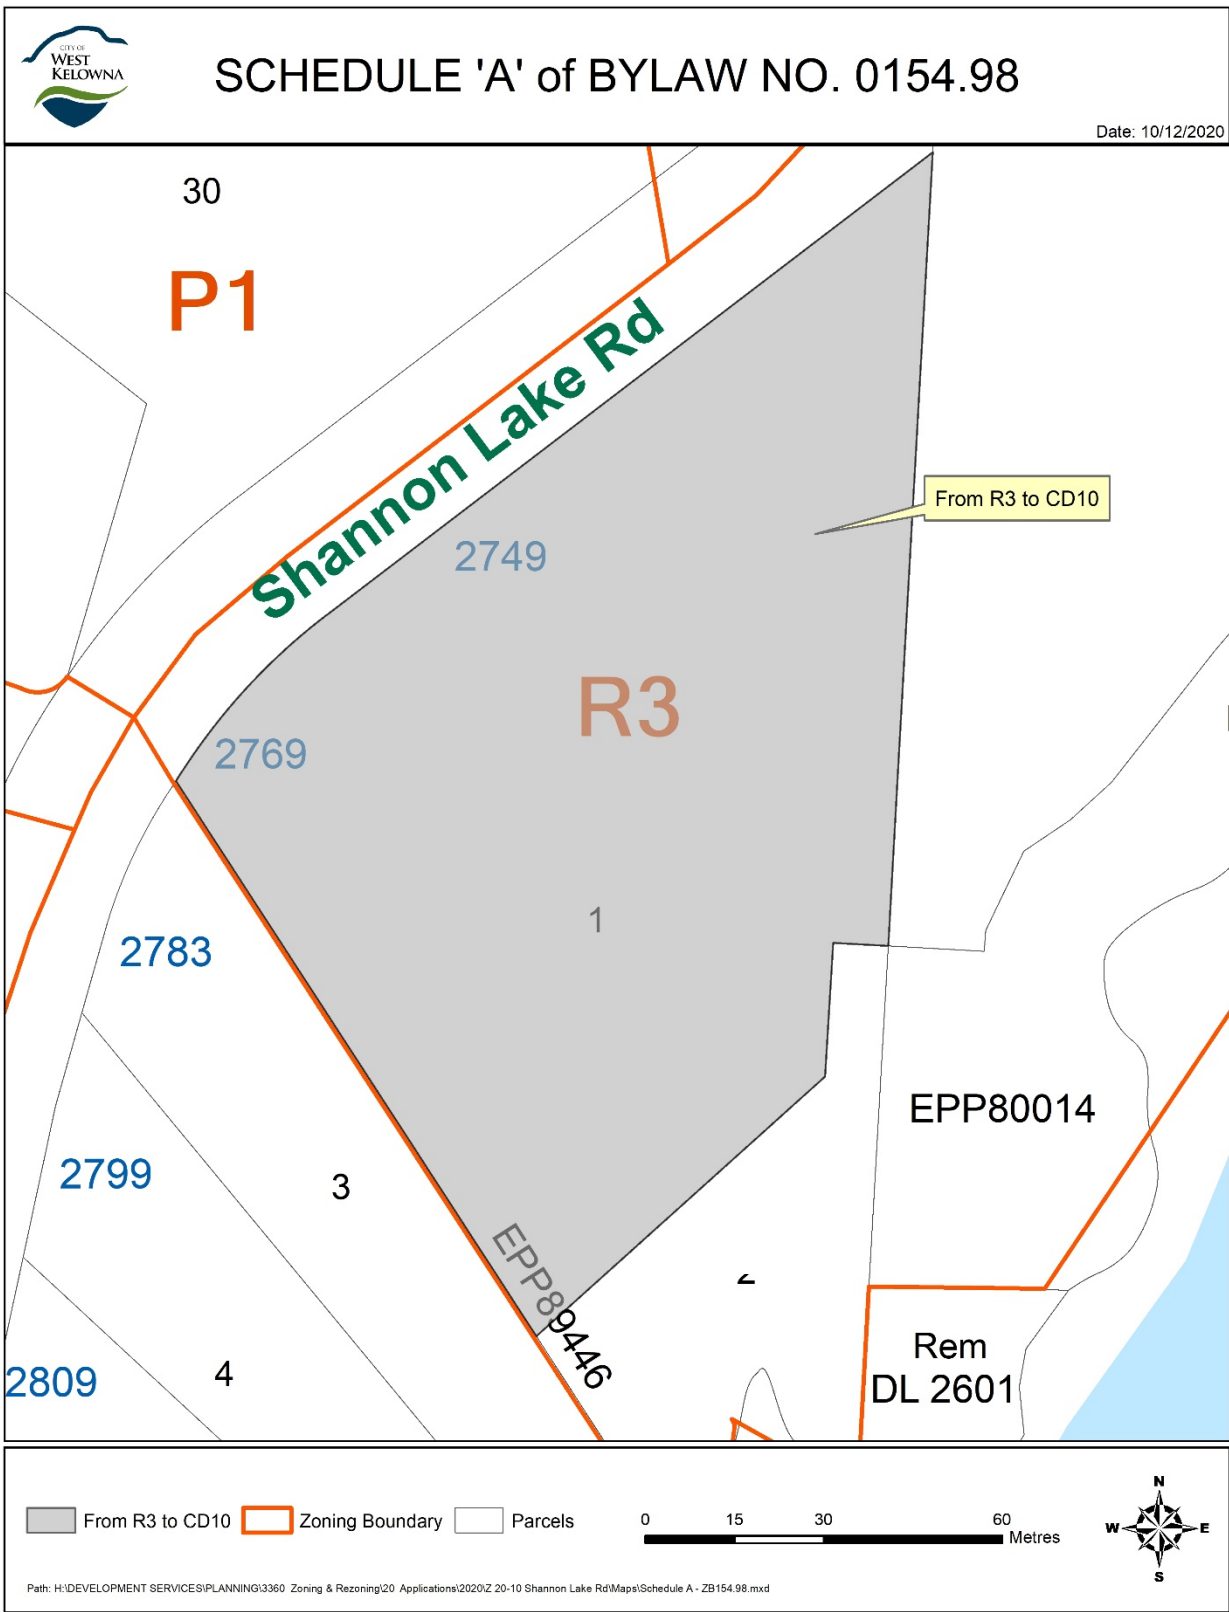 CITY OF
WEST
KELOWNA
SCHEDULE 'A' of BYLAW NO. 0154.98
Date: 10/12/2020
30
P1
Shannon Lake Rd
From R3 to CD10
2749
R3
2769
1
2783
EPP80014
2799
3
EPP89446
2
Rem
DL 2601
4
2809
From R3 to CD10
Zoning Boundary
Parcels
0 15 30 60
Metres
N
W E
S
Path: H:\DEVELOPMENT SERVICES\PLANNING\3360 Zoning & Rezoning\20 Applications\2020\Z 20-10 Shannon Lake Rd\Maps\Schedule A - ZB154.98.mxd